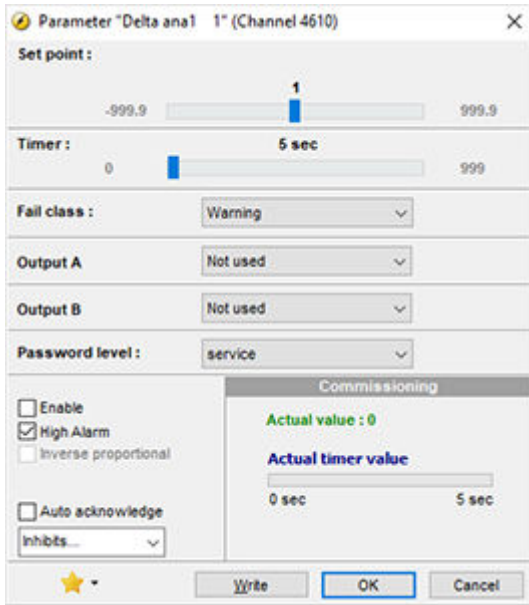 Parameter "Delta ana1 1" (Channel 4610)
Set point :
1
-999.9 999.9
Timer : 5 sec
0 999
Fail class : Warning
Output A Not used
Output B Not used
Password level : service
Commissioning
Enable
High Alarm
Inverse proportional
Actual value : 0
Actual timer value
0 sec 5 sec
Auto acknowledge
Inhibits...
Write OK Cancel